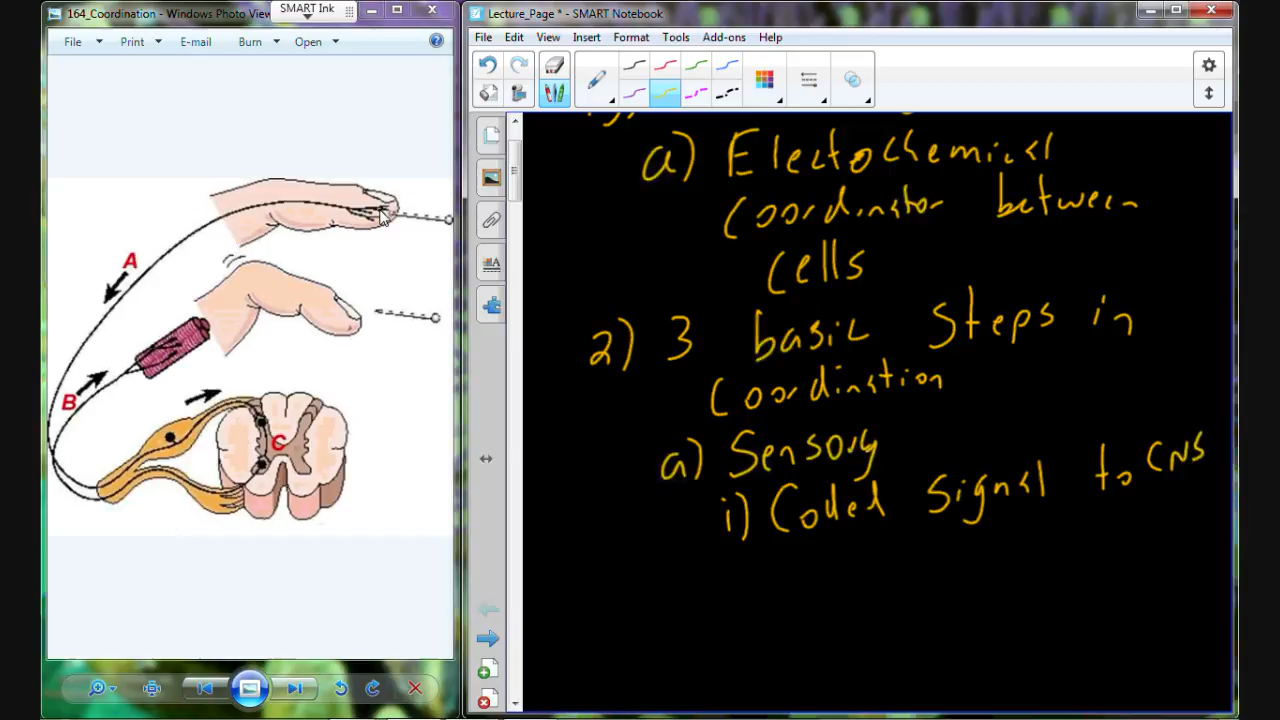 164_Coordination - Windows Photo View
SMART Ink
File Print E-mail Burn Open
A
B
C
Lecture_Page * - SMART Notebook
File Edit View Insert Format Tools Add-ons Help
a) Electochemical
Coordinator between
cells
2) 3 basic Steps in
Coordination
a) Sensory
i) Coded Signal to CNS